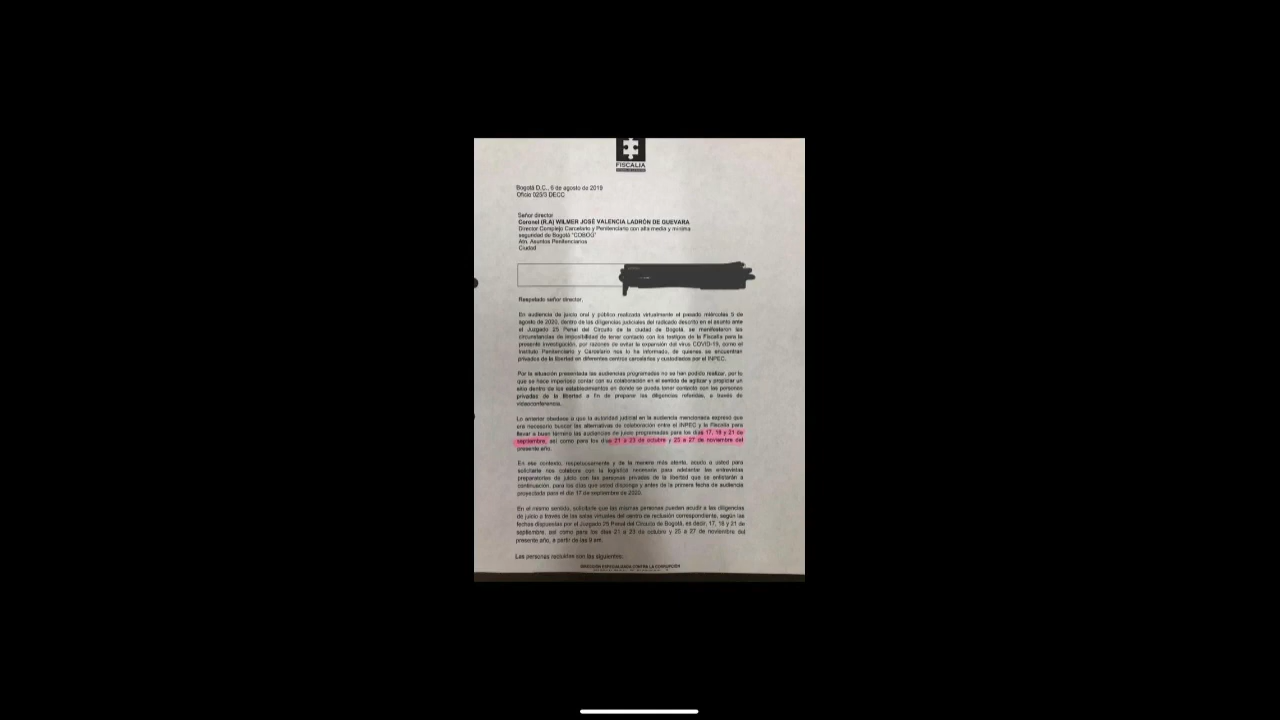 FISCALIA
Bogotá D.C., 6 de agosto de 2019
Oficio 025/3 DECC
Señor director
Coronel (R.A) WILMER JOSÉ VALENCIA LADRÓN DE GUEVARA
Director Complejo Carcelario y Penitenciario con alta media y mínima
seguridad de Bogotá "COBOG"
Atn. Asuntos Penitenciarios
Ciudad
Respetado señor director,
En audiencia de juicio oral y público realizada virtualmente el pasado miércoles 5 de
agosto de 2020, dentro de las diligencias judiciales del radicado descrito en el asunto ante
el Juzgado 25 Penal del Circuito de la ciudad de Bogotá, se manifestaron las
circunstancias de imposibilidad de tener contacto con los testigos de la Fiscalía para la
presente investigación, por razones de evitar la expansión del virus COVID-19, como el
Instituto Penitenciario y Carcelario nos lo ha informado, de quienes se encuentran
privados de la libertad en diferentes centros carcelarios y custodiados por el INPEC.
Por la situación presentada las audiencias programadas no se han podido realizar, por lo
que se hace imperioso contar con su colaboración en el sentido de agilizar y propiciar un
sitio dentro de los establecimientos en donde se pueda tener contacto con las personas
privadas de la libertad a fin de preparar las diligencias referidas, a través de
videoconferencia.
Lo anterior obedece a que la autoridad judicial en la audiencia mencionada expresó que
era necesario buscar las alternativas de colaboración entre el INPEC y la Fiscalía para
llevar a buen término las audiencias de juicio programadas para los días 17, 18 y 21 de
septiembre, así como para los días 21 a 23 de octubre y 25 a 27 de noviembre del
presente año.
En ese contexto, respetuosamente y de la manera más atenta, acudo a usted para
solicitarle nos colabore con la logística necesaria para adelantar las entrevistas
preparatorias de juicio con las personas privadas de la libertad que se enlistarán a
continuación, para los días que usted disponga y antes de la primera fecha de audiencia
proyectada para el día 17 de septiembre de 2020.
En el mismo sentido, solicitarle que las mismas personas puedan acudir a las diligencias
de juicio a través de las salas virtuales del centro de reclusión correspondiente, según las
fechas dispuestas por el Juzgado 25 Penal del Circuito de Bogotá, es decir, 17, 18 y 21 de
septiembre, así como para los días 21 a 23 de octubre y 25 a 27 de noviembre del
presente año, a partir de las 9 am.
Las personas recluidas son las siguientes:
DIRECCIÓN ESPECIALIZADA CONTRA LA CORRUPCIÓN